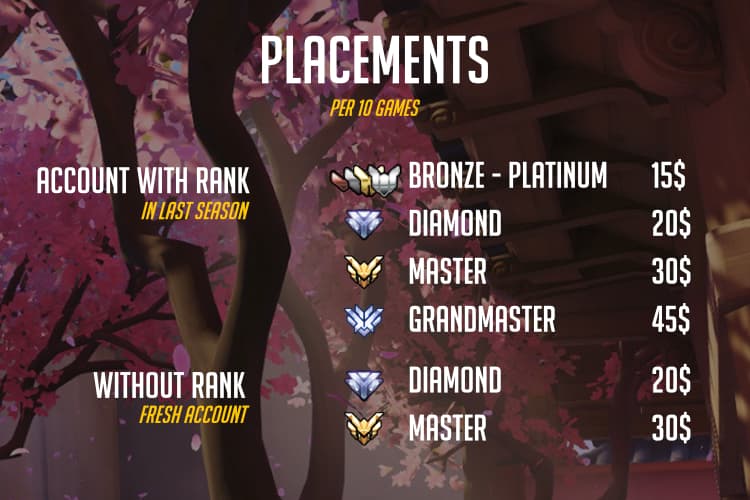 PLACEMENTS
PER 10 GAMES
ACCOUNT WITH RANK
IN LAST SEASON
BRONZE - PLATINUM 15$
DIAMOND 20$
MASTER 30$
GRANDMASTER 45$
WITHOUT RANK
FRESH ACCOUNT
DIAMOND 20$
MASTER 30$